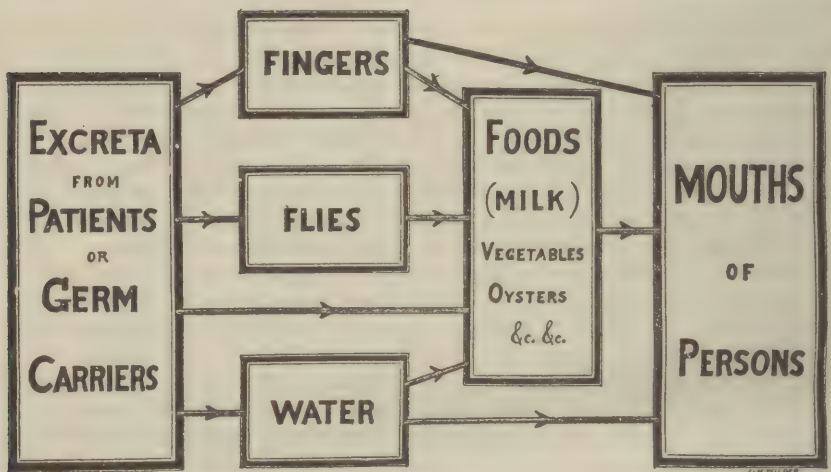 EXCRETA
FROM
PATIENTS
OR
GERM
CARRIERS
FINGERS
FLIES
WATER
FOODS
(MILK)
VEGETABLES
OYSTERS
&c. &c.
MOUTHS
OF
PERSONS